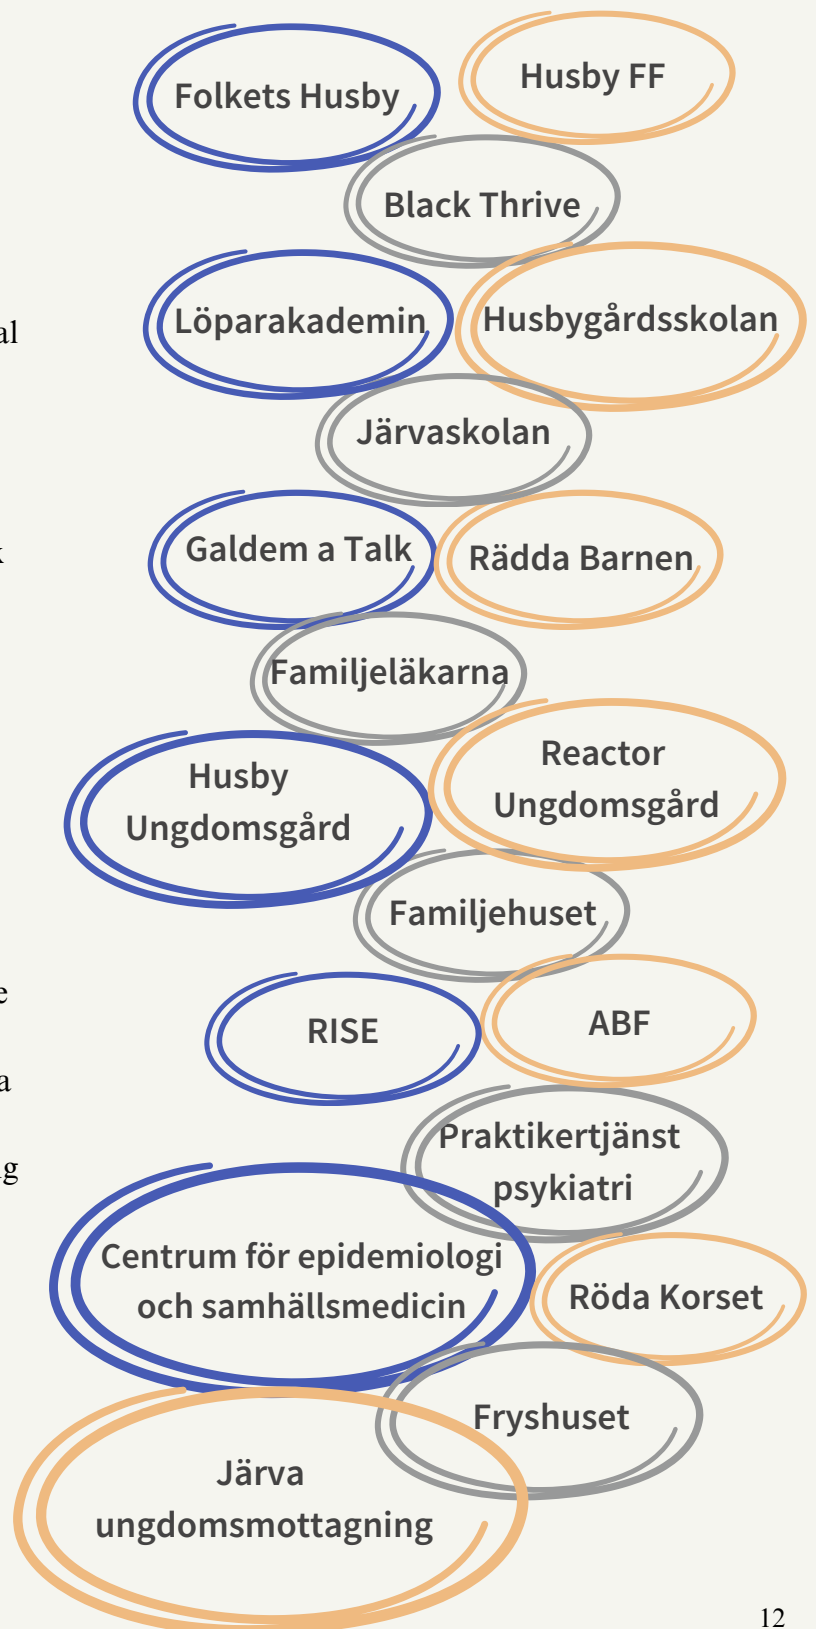 Folkets Husby
Husby FF
Black Thrive
Löparakademin
Husbygårdsskolan
Järvaskolan
Galdem a Talk
Rädda Barnen
Familjeläkarna
Husby
Ungdomsgård
Reactor
Ungdomsgård
Familjehuset
RISE
ABF
Praktikertjänst
psykiatri
Centrum för epidemiologi
och samhällsmedicin
Röda Korset
Fryshuset
Järva
ungdomsmottagning
12